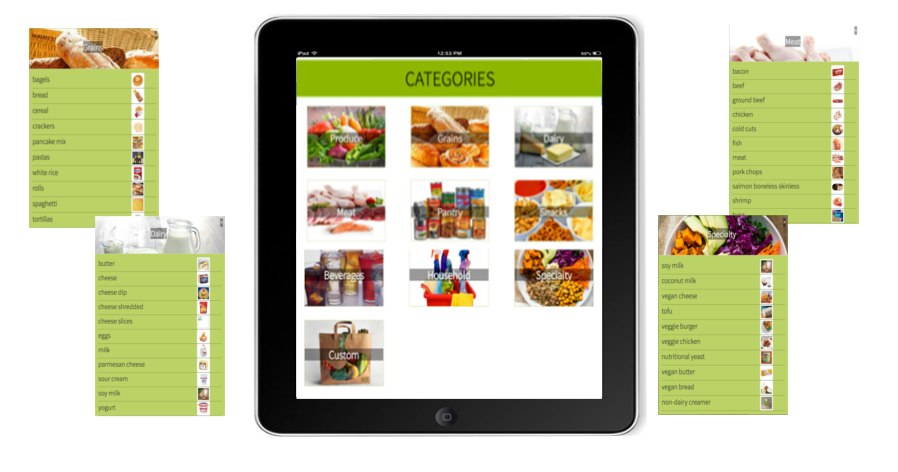 Grains
bagels
bread
cereal
crackers
pancake mix
pastas
white rice
rolls
spaghetti
tortillas
Dairy
butter
cheese
cheese dip
cheese shredded
cheese slices
eggs
milk
parmesan cheese
sour cream
soy milk
yogurt
iPad 12:53 PM
CATEGORIES
Produce Grains Dairy
Meat Pantry Snacks
Beverages Household Specialty
Custom
Meat
bacon
beef
ground beef
chicken
cold cuts
fish
meat
pork chops
salmon boneless skinless
shrimp
Specialty
soy milk
coconut milk
vegan cheese
tofu
veggie burger
veggie chicken
nutritional yeast
vegan butter
vegan bread
non-dairy creamer